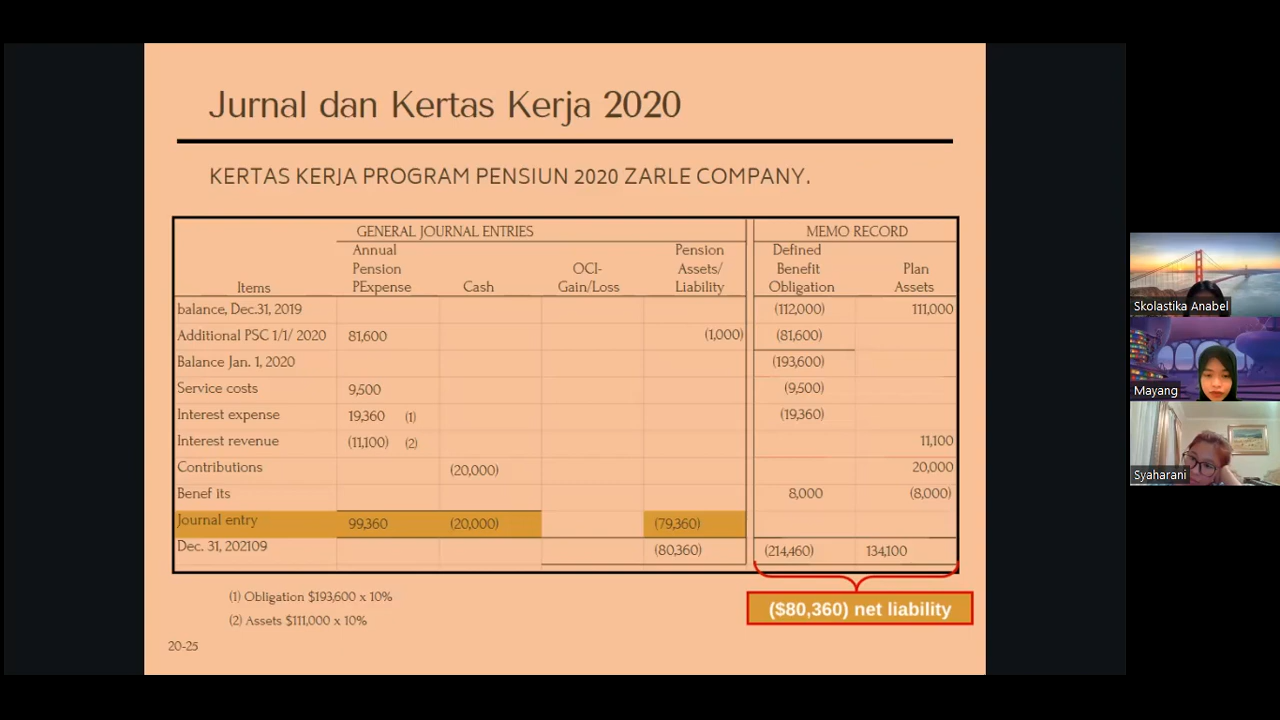 Jurnal dan Kertas Kerja 2020
KERTAS KERJA PROGRAM PENSIUN 2020 ZARLE COMPANY.
GENERAL JOURNAL ENTRIES MEMO RECORD
Items Annual Pension PExpense Cash OCI-Gain/Loss Pension Assets/Liability Defined Benefit Obligation Plan Assets
balance, Dec.31, 2019 (112,000) 111,000
Additional PSC 1/1/ 2020 81,600 (1,000) (81,600)
Balance Jan. 1, 2020 (193,600)
Service costs 9,500 (9,500)
Interest expense 19,360 (1) (19,360)
Interest revenue (11,100) (2) 11,100
Contributions (20,000) 20,000
Benef its 8,000 (8,000)
Journal entry 99,360 (20,000) (79,360)
Dec. 31, 202109 (80,360) (214,460) 134,100
(1) Obligation $193,600 x 10%
(2) Assets $111,000 x 10%
($80,360) net liability
20-25
Skolastika Anabel
Mayang
Syaharani